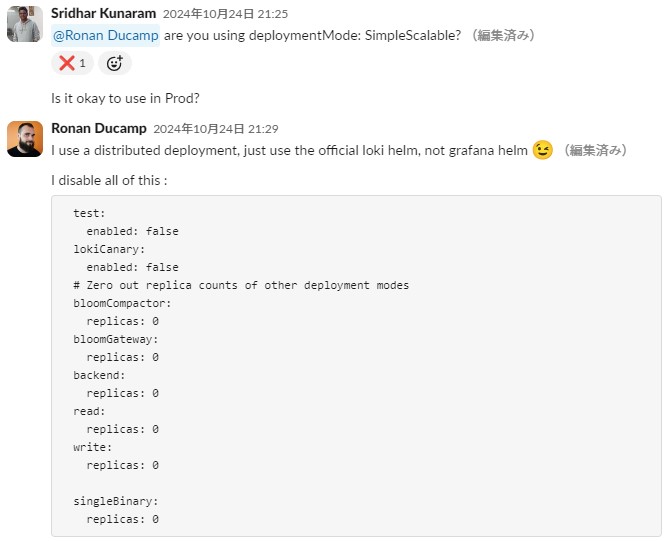 Sridhar Kunaram 2024年10月24日 21:25
@Ronan Ducamp are you using deploymentMode: SimpleScalable? （編集済み）
1
Is it okay to use in Prod?
Ronan Ducamp 2024年10月24日 21:29
I use a distributed deployment, just use the official loki helm, not grafana helm 😉 （編集済み）
I disable all of this :
test:
  enabled: false
lokiCanary:
  enabled: false
# Zero out replica counts of other deployment modes
bloomCompactor:
  replicas: 0
bloomGateway:
  replicas: 0
backend:
  replicas: 0
read:
  replicas: 0
write:
  replicas: 0
singleBinary:
  replicas: 0